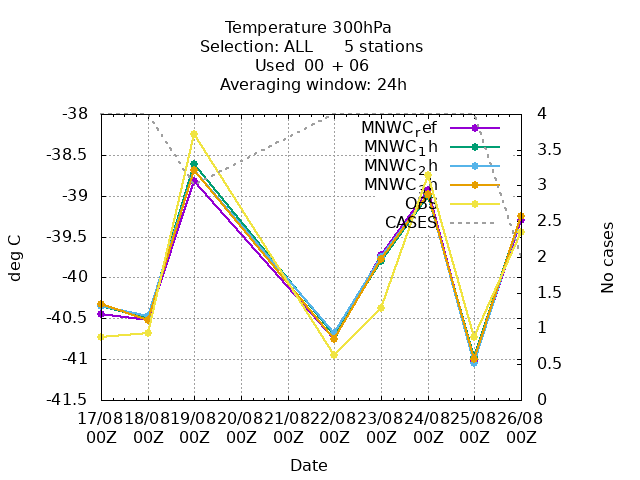 Temperature 300hPa
Selection: ALL 5 stations
Used 00 + 06
Averaging window: 24h
-38
-38.5
-39
-39.5
-40
-40.5
-41
-41.5
deg C
4
3.5
3
2.5
2
1.5
1
0.5
0
No cases
MNWC_ref
MNWC_1h
MNWC_2h
MNWC_3h
OBS
CASES
17/08 18/08 19/08 20/08 21/08 22/08 23/08 24/08 25/08 26/08
00Z 00Z 00Z 00Z 00Z 00Z 00Z 00Z 00Z 00Z
Date